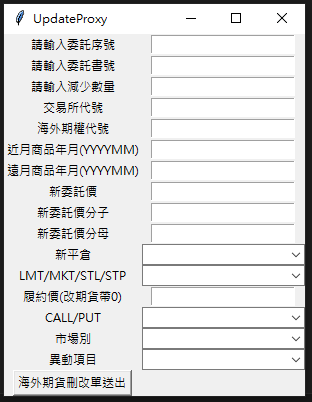 UpdateProxy
請輸入委託序號
請輸入委託書號
請輸入減少數量
交易所代號
海外期權代號
近月商品年月(YYYYMM)
遠月商品年月(YYYYMM)
新委託價
新委託價分子
新委託價分母
新平倉
LMT/MKT/STL/STP
履約價(改期貨帶0)
CALL/PUT
市場別
異動項目
海外期貨刪改單送出